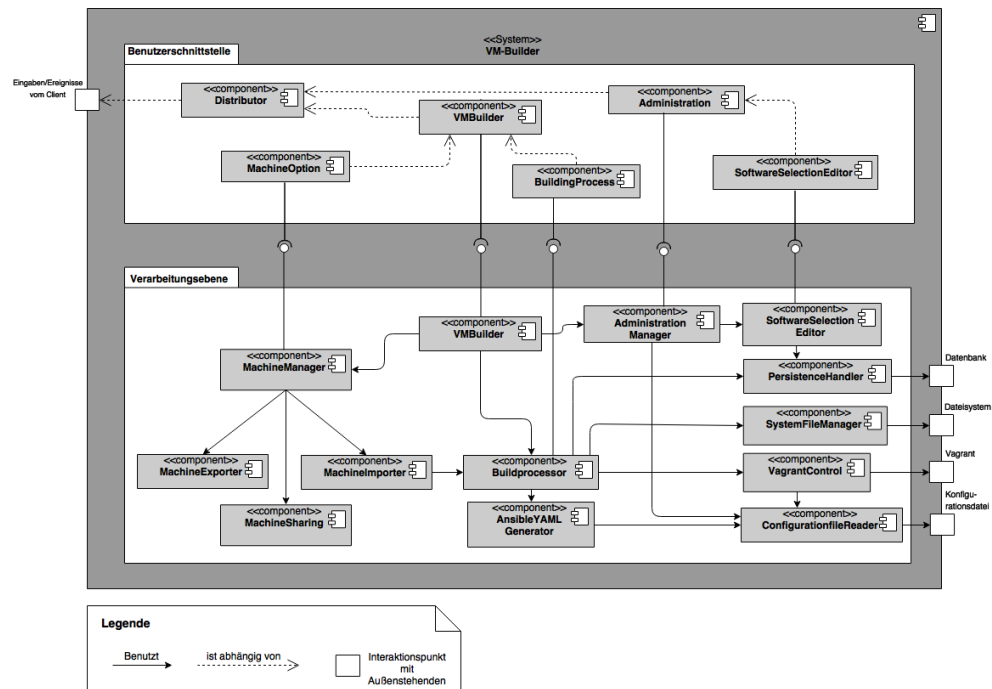 <<System>>
VM-Builder
Benutzerschnittstelle
Eingaben/Ereignisse
vom Client
<<component>>
Distributor
<<component>>
VMBuilder
<<component>>
Administration
<<component>>
MachineOption
<<component>>
BuildingProcess
<<component>>
SoftwareSelectionEditor
Verarbeitungsebene
<<component>>
VMBuilder
<<component>>
Administration
Manager
<<component>>
SoftwareSelection
Editor
<<component>>
MachineManager
<<component>>
PersistenceHandler
Datenbank
<<component>>
SystemFileManager
Dateisystem
<<component>>
MachineExporter
<<component>>
MachineImporter
<<component>>
Buildprocessor
<<component>>
VagrantControl
Vagrant
<<component>>
MachineSharing
<<component>>
AnsibleYAML
Generator
<<component>>
ConfigurationfileReader
Konfigu-
rationsdatei
Legende
Benutzt
ist abhängig von
Interaktionspunkt
mit
Außenstehenden